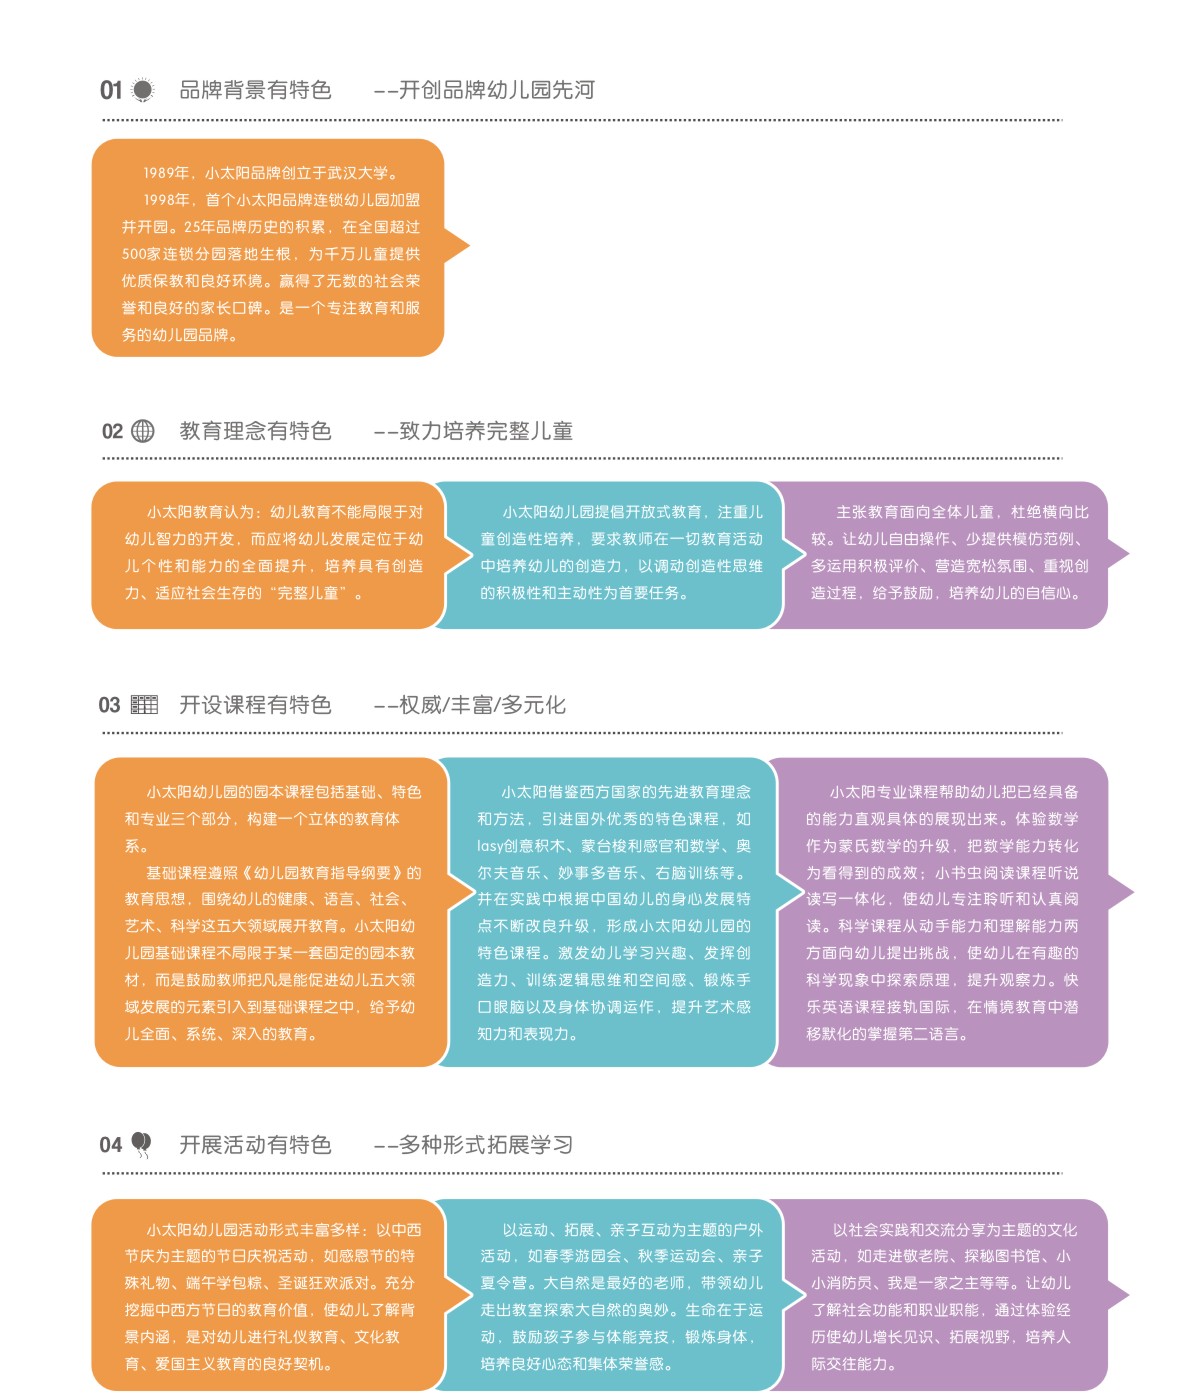 01 品牌背景有特色 --开创品牌幼儿园先河
1989年，小太阳品牌创立于武汉大学。
1998年，首个小太阳品牌连锁幼儿园加盟
并开园。25年品牌历史的积累，在全国超过
500家连锁分园落地生根，为千万儿童提供
优质保教和良好环境。赢得了无数的社会荣
誉和良好的家长口碑。是一个专注教育和服
务的幼儿园品牌。
02 教育理念有特色 --致力培养完整儿童
小太阳教育认为：幼儿教育不能局限于对
幼儿智力的开发，而应将幼儿发展定位于幼
儿个性和能力的全面提升，培养具有创造
力、适应社会生存的“完整儿童”。
小太阳幼儿园提倡开放式教育，注重儿
童创造性培养，要求教师在一切教育活动
中培养幼儿的创造力，以调动创造性思维
的积极性和主动性为首要任务。
主张教育面向全体儿童，杜绝横向比
较。让幼儿自由操作、少提供模仿范例、
多运用积极评价、营造宽松氛围、重视创
造过程，给予鼓励，培养幼儿的自信心。
03 开设课程有特色 --权威/丰富/多元化
小太阳幼儿园的园本课程包括基础、特色
和专业三个部分，构建一个立体的教育体
系。
基础课程遵照《幼儿园教育指导纲要》的
教育思想，围绕幼儿的健康、语言、社会、
艺术、科学这五大领域展开教育。小太阳幼
儿园基础课程不局限于某一套固定的园本教
材，而是鼓励教师把凡是能促进幼儿五大领
域发展的元素引入到基础课程之中，给予幼
儿全面、系统、深入的教育。
小太阳借鉴西方国家的先进教育理念
和方法，引进国外优秀的特色课程，如
lasy创意积木、蒙台梭利感官和数学、奥
尔夫音乐、妙事多音乐、右脑训练等。
并在实践中根据中国幼儿的身心发展特
点不断改良升级，形成小太阳幼儿园的
特色课程。激发幼儿学习兴趣、发挥创
造力、训练逻辑思维和空间感、锻炼手
口眼脑以及身体协调运作，提升艺术感
知力和表现力。
小太阳专业课程帮助幼儿把已经具备
的能力直观具体的展现出来。体验数学
作为蒙氏数学的升级，把数学能力转化
为看得到的成效；小书虫阅读课程听说
读写一体化，使幼儿专注聆听和认真阅
读。科学课程从动手能力和理解能力两
方面向幼儿提出挑战，使幼儿在有趣的
科学现象中探索原理，提升观察力。快
乐英语课程接轨国际，在情境教育中潜
移默化的掌握第二语言。
04 开展活动有特色 --多种形式拓展学习
小太阳幼儿园活动形式丰富多样：以中西
节庆为主题的节日庆祝活动，如感恩节的特
殊礼物、端午学包粽、圣诞狂欢派对。充分
挖掘中西方节日的教育价值，使幼儿了解背
景内涵，是对幼儿进行礼仪教育、文化教
育、爱国主义教育的良好契机。
以运动、拓展、亲子互动为主题的户外
活动，如春季游园会、秋季运动会、亲子
夏令营。大自然是最好的老师，带领幼儿
走出教室探索大自然的奥妙。生命在于运
动，鼓励孩子参与体能竞技，锻炼身体，
培养良好心态和集体荣誉感。
以社会实践和交流分享为主题的文化
活动，如走进敬老院、探秘图书馆、小
小消防员、我是一家之主等等。让幼儿
了解社会功能和职业职能，通过体验经
历使幼儿增长见识、拓展视野，培养人
际交往能力。